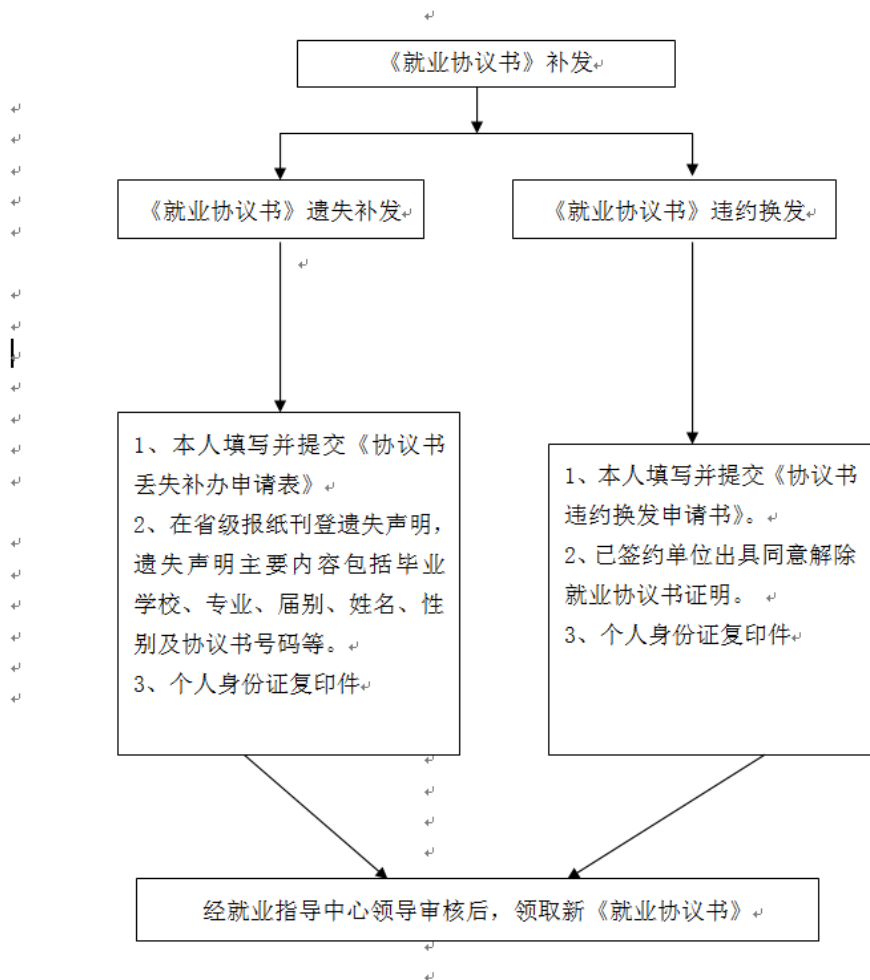 《就业协议书》补发
《就业协议书》遗失补发
《就业协议书》违约换发
1、本人填写并提交《协议书
丢失补办申请表》
2、在省级报纸刊登遗失声明，
遗失声明主要内容包括毕业
学校、专业、届别、姓名、性
别及协议书号码等。
3、个人身份证复印件
1、本人填写并提交《协议书
违约换发申请书》。
2、已签约单位出具同意解除
就业协议书证明。
3、个人身份证复印件
经就业指导中心领导审核后，领取新《就业协议书》